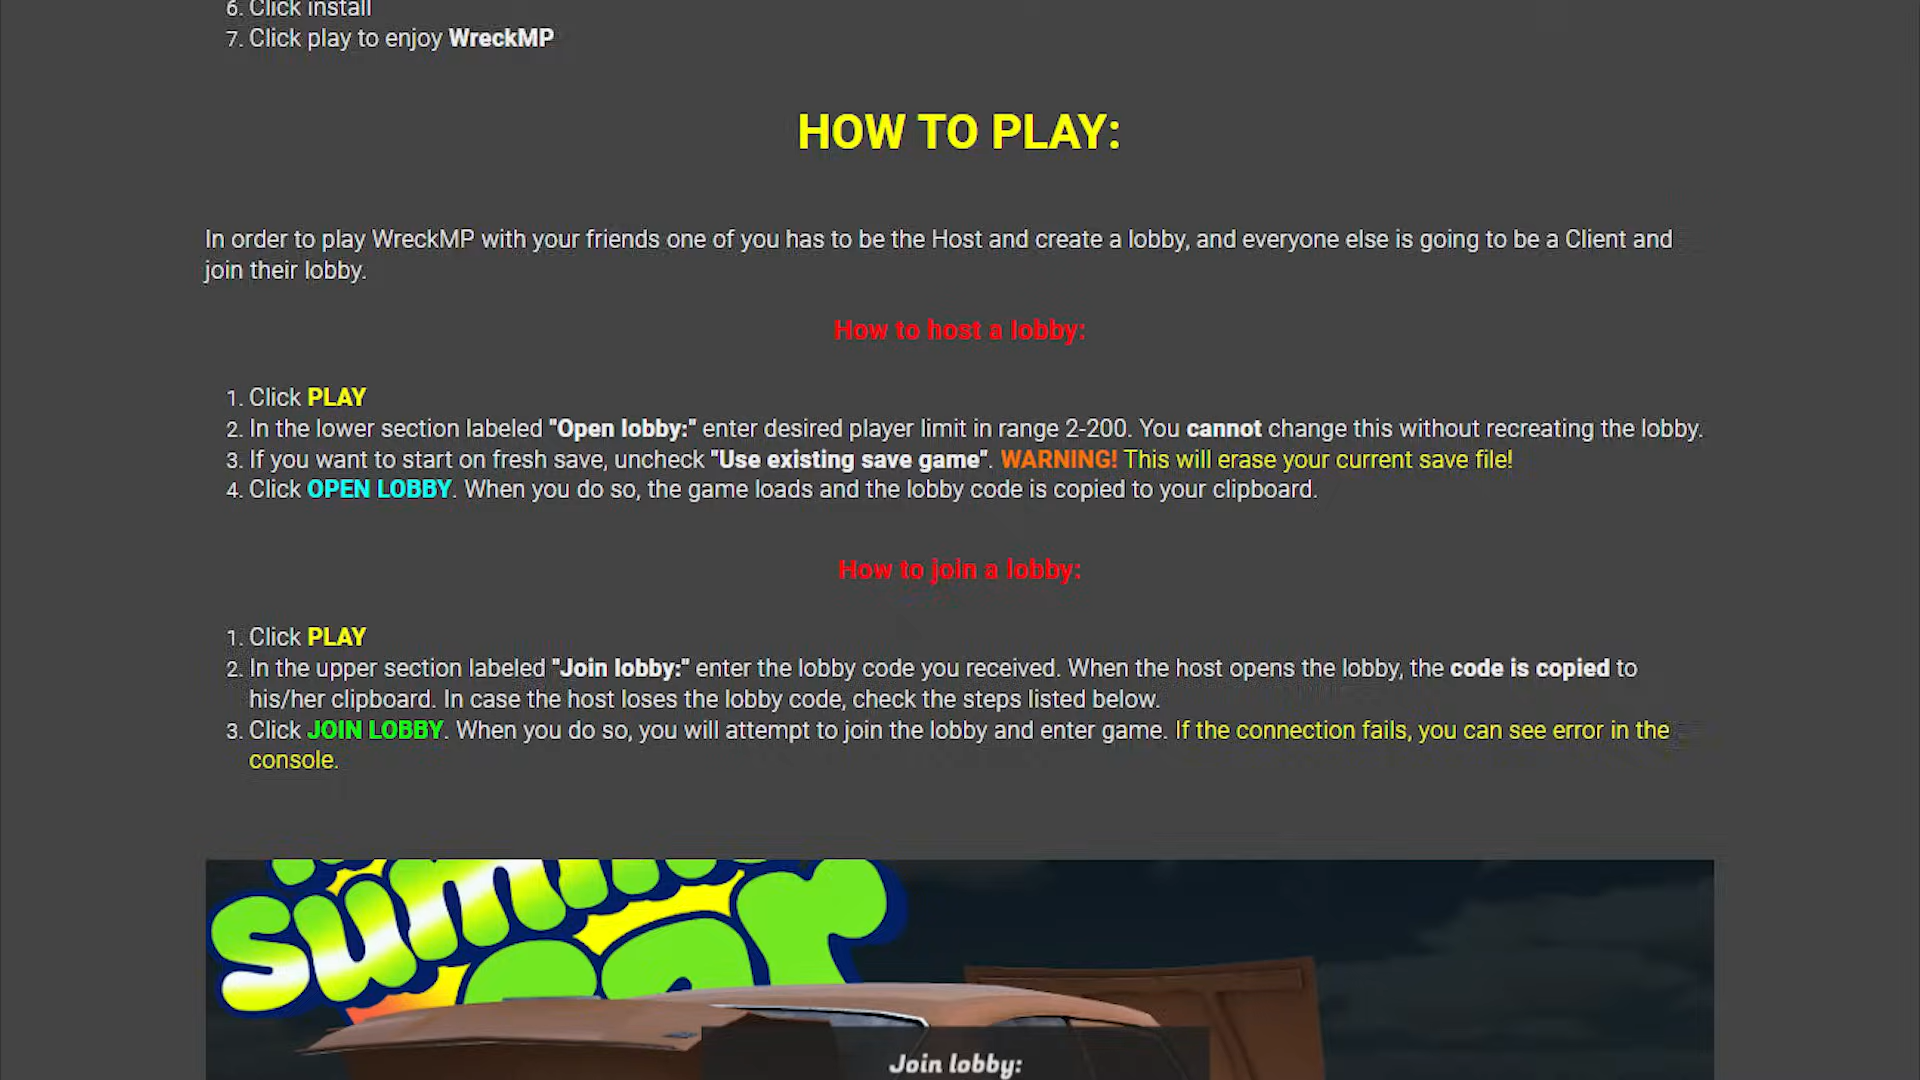 6. Click install
7. Click play to enjoy WreckMP
HOW TO PLAY:
In order to play WreckMP with your friends one of you has to be the Host and create a lobby, and everyone else is going to be a Client and
join their lobby.
How to host a lobby:
1. Click PLAY
2. In the lower section labeled "Open lobby:" enter desired player limit in range 2-200. You cannot change this without recreating the lobby.
3. If you want to start on fresh save, uncheck "Use existing save game". WARNING! This will erase your current save file!
4. Click OPEN LOBBY. When you do so, the game loads and the lobby code is copied to your clipboard.
How to join a lobby:
1. Click PLAY
2. In the upper section labeled "Join lobby:" enter the lobby code you received. When the host opens the lobby, the code is copied to
his/her clipboard. In case the host loses the lobby code, check the steps listed below.
3. Click JOIN LOBBY. When you do so, you will attempt to join the lobby and enter game. If the connection fails, you can see error in the
console.
summer
car
Join lobby: